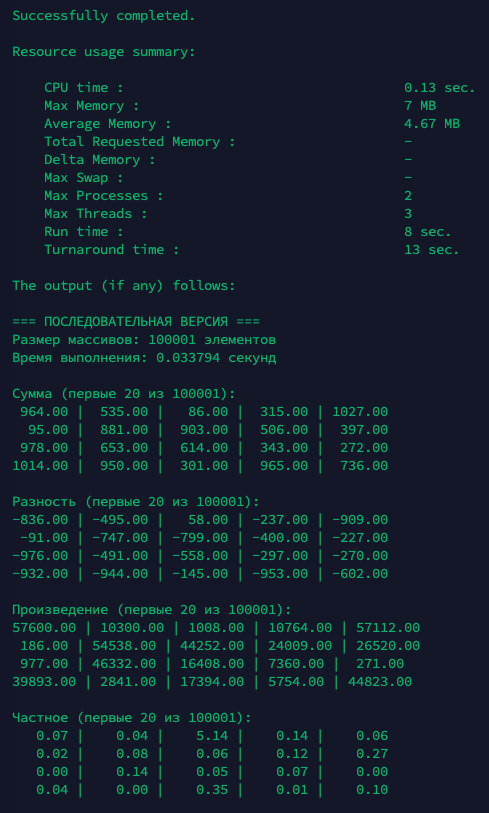 Successfully completed.
Resource usage summary:
CPU time : 0.13 sec.
Max Memory : 7 MB
Average Memory : 4.67 MB
Total Requested Memory : -
Delta Memory : -
Max Swap : -
Max Processes : 2
Max Threads : 3
Run time : 8 sec.
Turnaround time : 13 sec.
The output (if any) follows:
=== ПОСЛЕДОВАТЕЛЬНАЯ ВЕРСИЯ ===
Размер массивов: 100001 элементов
Время выполнения: 0.033794 секунд
Сумма (первые 20 из 100001):
964.00 | 535.00 | 86.00 | 315.00 | 1027.00
95.00 | 881.00 | 903.00 | 506.00 | 397.00
978.00 | 653.00 | 614.00 | 343.00 | 272.00
1014.00 | 950.00 | 301.00 | 965.00 | 736.00
Разность (первые 20 из 100001):
-836.00 | -495.00 | 58.00 | -237.00 | -909.00
-91.00 | -747.00 | -799.00 | -400.00 | -227.00
-976.00 | -491.00 | -558.00 | -297.00 | -270.00
-932.00 | -944.00 | -145.00 | -953.00 | -602.00
Произведение (первые 20 из 100001):
57600.00 | 10300.00 | 1008.00 | 10764.00 | 57112.00
186.00 | 54538.00 | 44252.00 | 24009.00 | 26520.00
977.00 | 46332.00 | 16408.00 | 7360.00 | 271.00
39893.00 | 2841.00 | 17394.00 | 5754.00 | 44823.00
Частное (первые 20 из 100001):
0.07 | 0.04 | 5.14 | 0.14 | 0.06
0.02 | 0.08 | 0.06 | 0.12 | 0.27
0.00 | 0.14 | 0.05 | 0.07 | 0.00
0.04 | 0.00 | 0.35 | 0.01 | 0.10